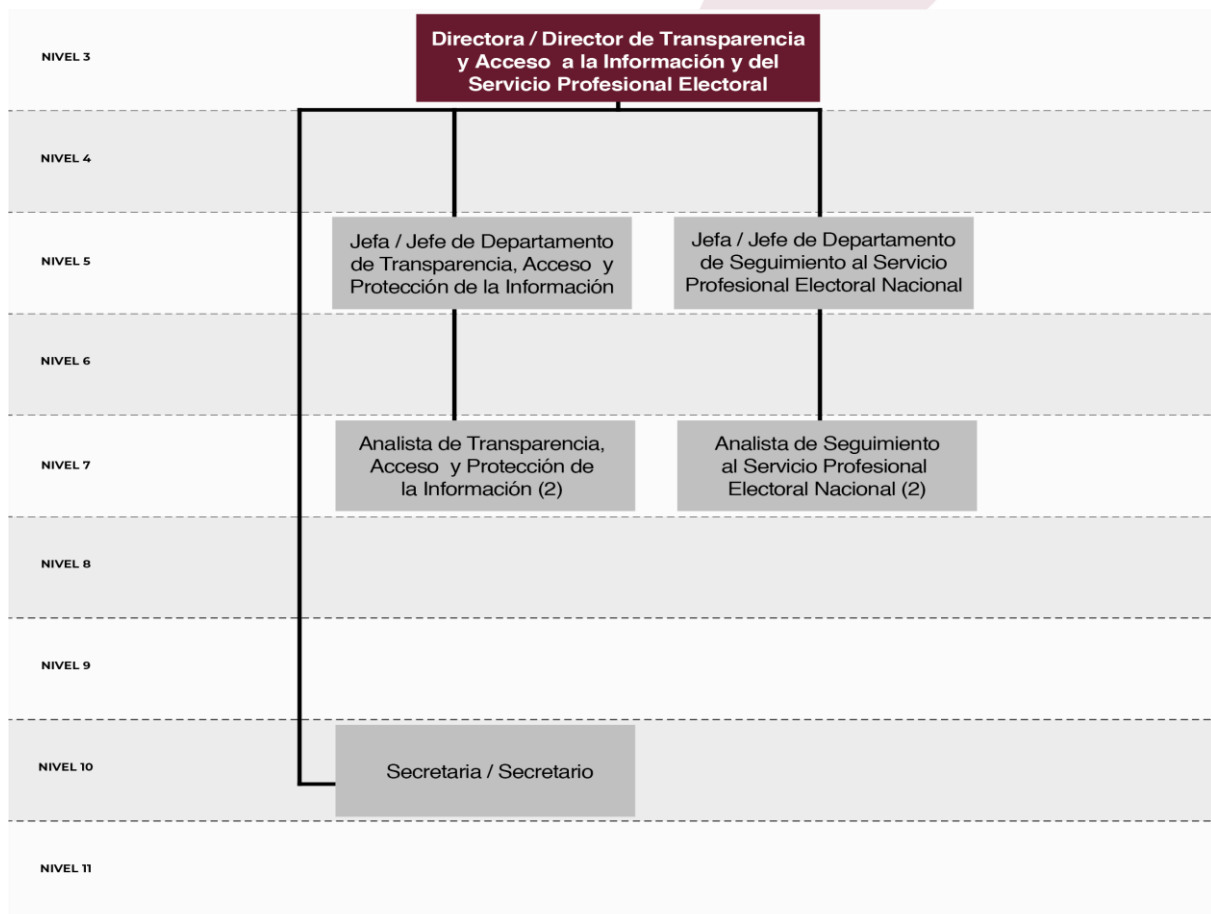 NIVEL 3
Directora / Director de Transparencia
y Acceso a la Información y del
Servicio Profesional Electoral
NIVEL 4
NIVEL 5
Jefa / Jefe de Departamento
de Transparencia, Acceso y
Protección de la Información
Jefa / Jefe de Departamento
de Seguimiento al Servicio
Profesional Electoral Nacional
NIVEL 6
NIVEL 7
Analista de Transparencia,
Acceso y Protección de
la Información (2)
Analista de Seguimiento
al Servicio Profesional
Electoral Nacional (2)
NIVEL 8
NIVEL 9
NIVEL 10
Secretaria / Secretario
NIVEL 11